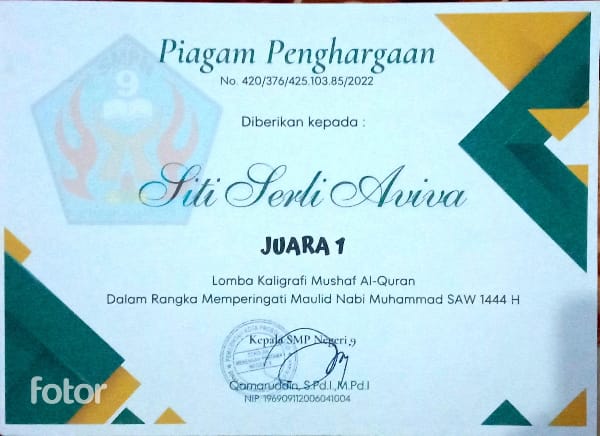 Piagam Penghargaan
No. 420/376/425.103.85/2022
9
Diberikan kepada :
Siti Serli Aviva
JUARA 1
Lomba Kaligrafi Mushaf Al-Quran
Dalam Rangka Memperingati Maulid Nabi Muhammad SAW 1444 H
Kepala SMP Negeri 9
Qamaruddin, S.Pd.I, M.Pd.I
NIP. 196909112006041004
fotor